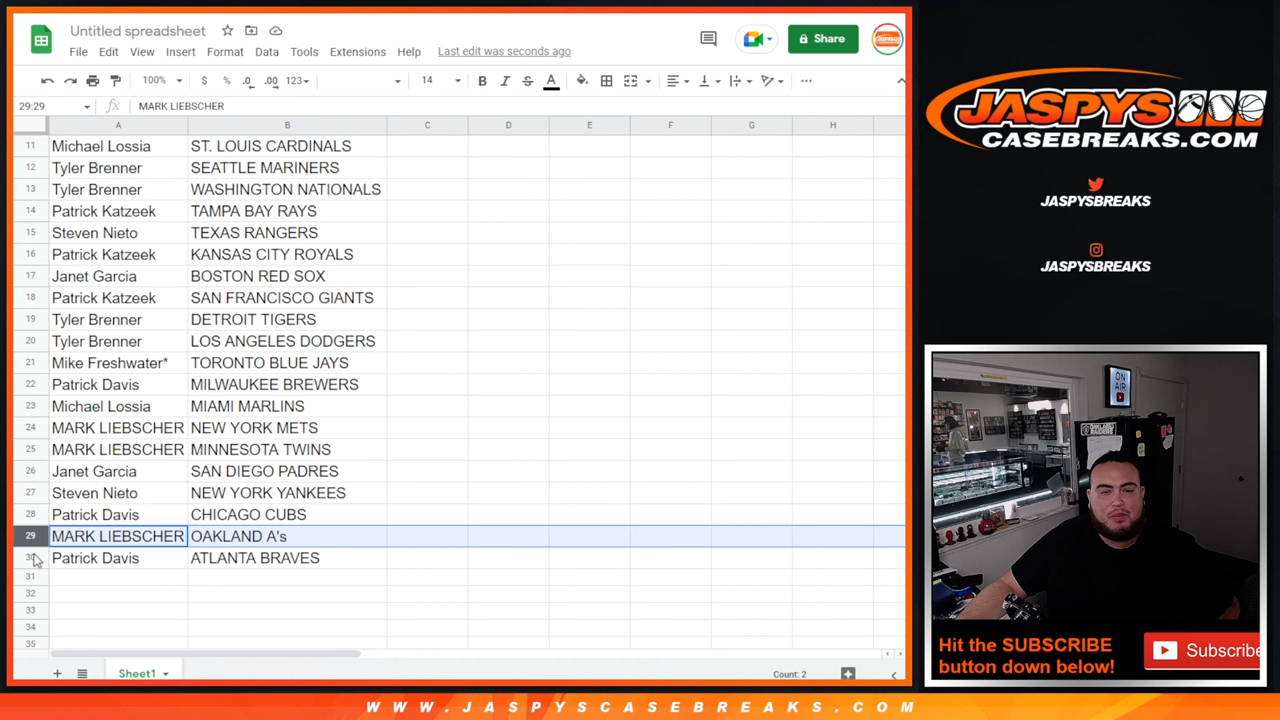 Untitled spreadsheet
File Edit View Insert Format Data Tools Extensions Help Last edit was seconds ago
Share
100% $ % .0 .00 123 14 B I S A
29:29 fx MARK LIEBSCHER
A B C D E F G H
11 Michael Lossia ST. LOUIS CARDINALS
12 Tyler Brenner SEATTLE MARINERS
13 Tyler Brenner WASHINGTON NATIONALS
14 Patrick Katzeek TAMPA BAY RAYS
15 Steven Nieto TEXAS RANGERS
16 Patrick Katzeek KANSAS CITY ROYALS
17 Janet Garcia BOSTON RED SOX
18 Patrick Katzeek SAN FRANCISCO GIANTS
19 Tyler Brenner DETROIT TIGERS
20 Tyler Brenner LOS ANGELES DODGERS
21 Mike Freshwater* TORONTO BLUE JAYS
22 Patrick Davis MILWAUKEE BREWERS
23 Michael Lossia MIAMI MARLINS
24 MARK LIEBSCHER NEW YORK METS
25 MARK LIEBSCHER MINNESOTA TWINS
26 Janet Garcia SAN DIEGO PADRES
27 Steven Nieto NEW YORK YANKEES
28 Patrick Davis CHICAGO CUBS
29 MARK LIEBSCHER OAKLAND A's
30 Patrick Davis ATLANTA BRAVES
31
32
33
34
35
Sheet1
Count: 2
JASPYS
CASEBREAKS.COM
JASPYSBREAKS
JASPYSBREAKS
ON
AIR
Hit the SUBSCRIBE
button down below!
Subscribe
WWW.JASPYSCASEBREAKS.COM